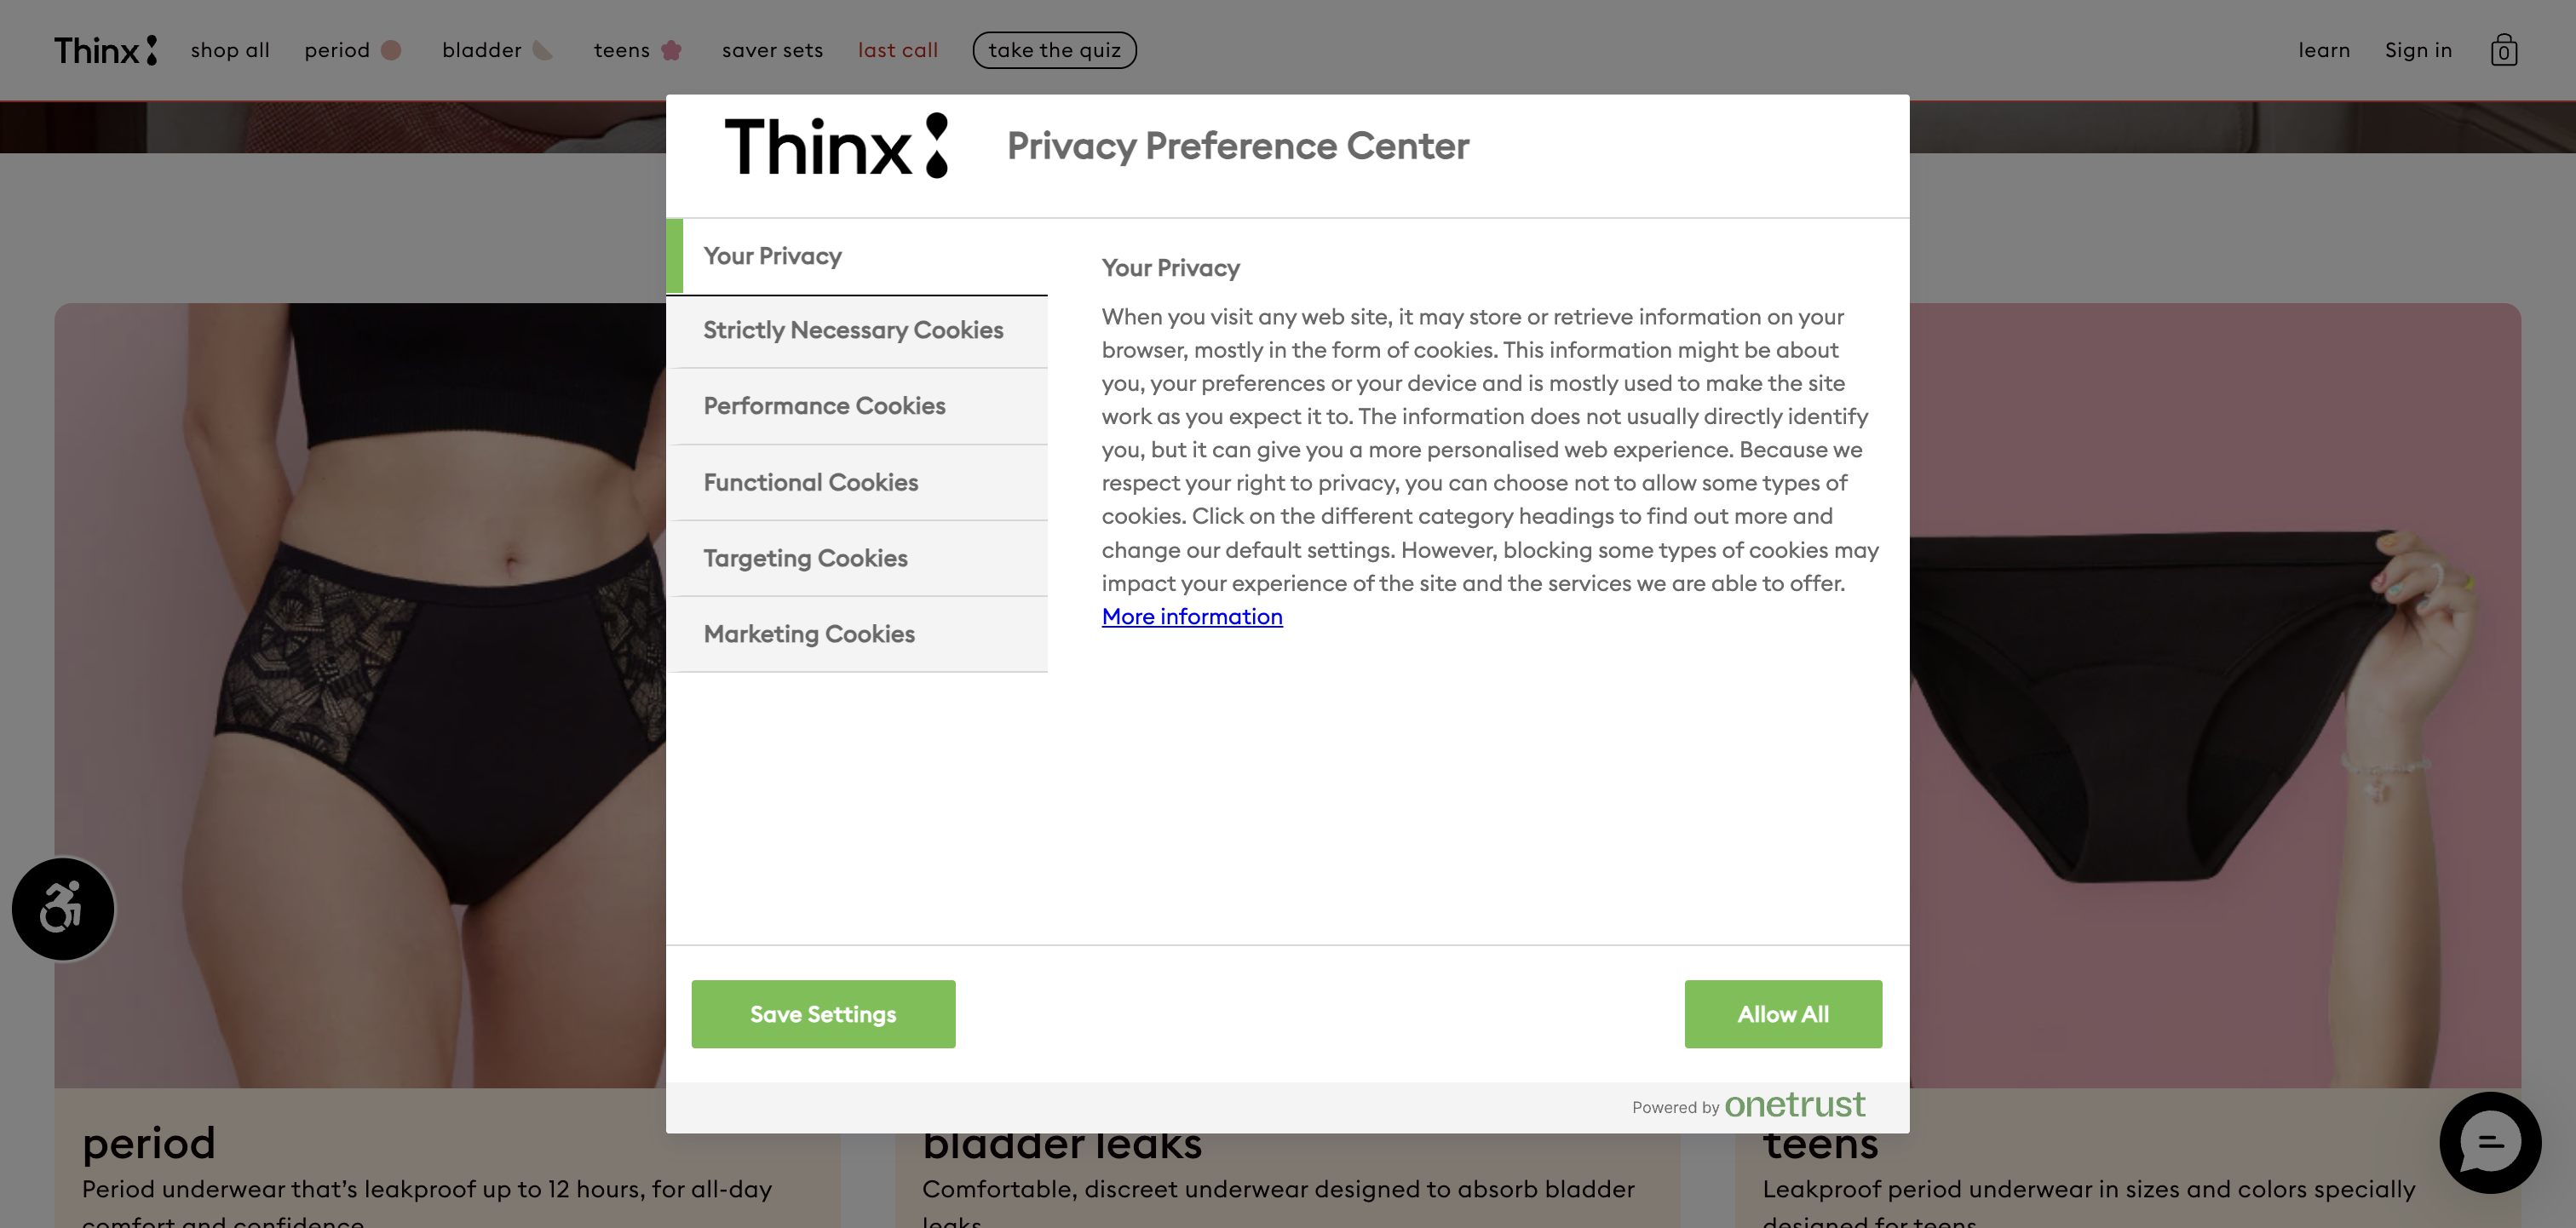 Thinx
shop all
period
bladder
teens
saver sets
last call
take the quiz
learn
Sign in
0
Thinx
Privacy Preference Center
Your Privacy
Strictly Necessary Cookies
Performance Cookies
Functional Cookies
Targeting Cookies
Marketing Cookies
Your Privacy
When you visit any web site, it may store or retrieve information on your
browser, mostly in the form of cookies. This information might be about
you, your preferences or your device and is mostly used to make the site
work as you expect it to. The information does not usually directly identify
you, but it can give you a more personalised web experience. Because we
respect your right to privacy, you can choose not to allow some types of
cookies. Click on the different category headings to find out more and
change our default settings. However, blocking some types of cookies may
impact your experience of the site and the services we are able to offer.
More information
Save Settings
Allow All
Powered by onetrust
period
Period underwear that’s leakproof up to 12 hours, for all-day
comfort and confidence
bladder leaks
Comfortable, discreet underwear designed to absorb bladder
leaks
teens
Leakproof period underwear in sizes and colors specially
designed for teens